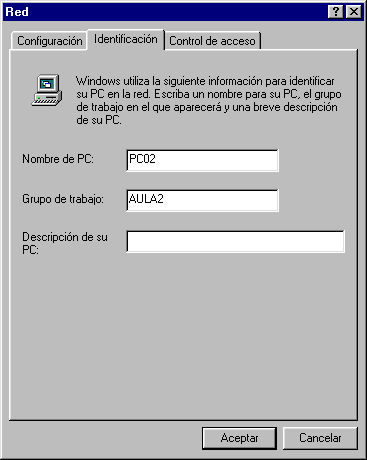 Red
Configuración Identificación Control de acceso
Windows utiliza la siguiente información para identificar
su PC en la red. Escriba un nombre para su PC, el grupo
de trabajo en el que aparecerá y una breve descripción
de su PC.
Nombre de PC: PC02
Grupo de trabajo: AULA2
Descripción de su
PC:
Aceptar Cancelar